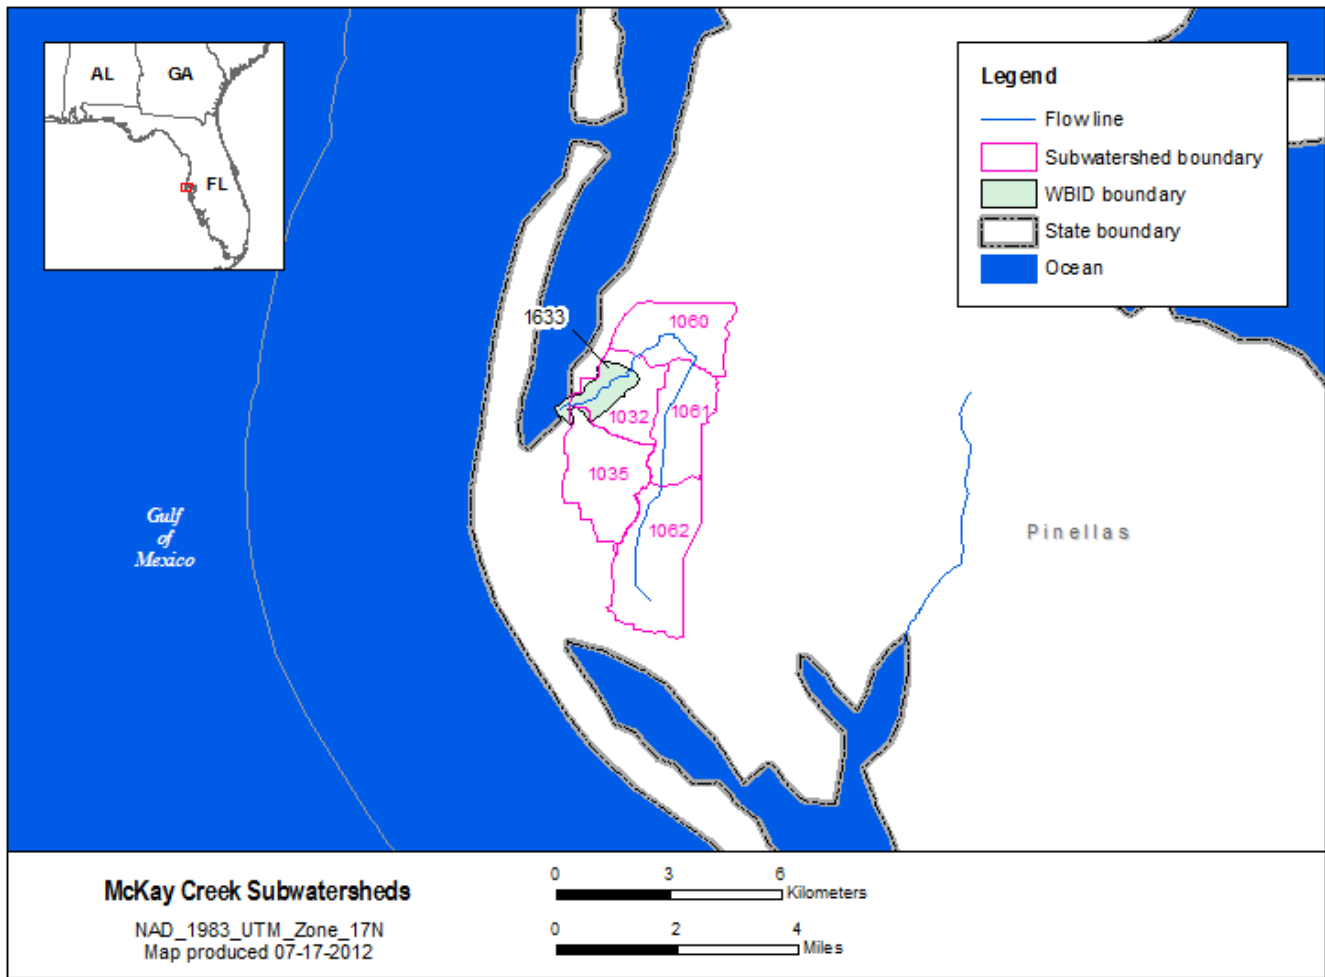 AL
GA
FL
Legend
Flowline
Subwatershed boundary
WBID boundary
State boundary
Ocean
1633
1060
1032
1061
1035
1062
Gulf
of
Mexico
Pinellas
McKay Creek Subwatersheds
NAD_1983_UTM_Zone_17N
Map produced 07-17-2012
0 3 6
Kilometers
0 2 4
Miles